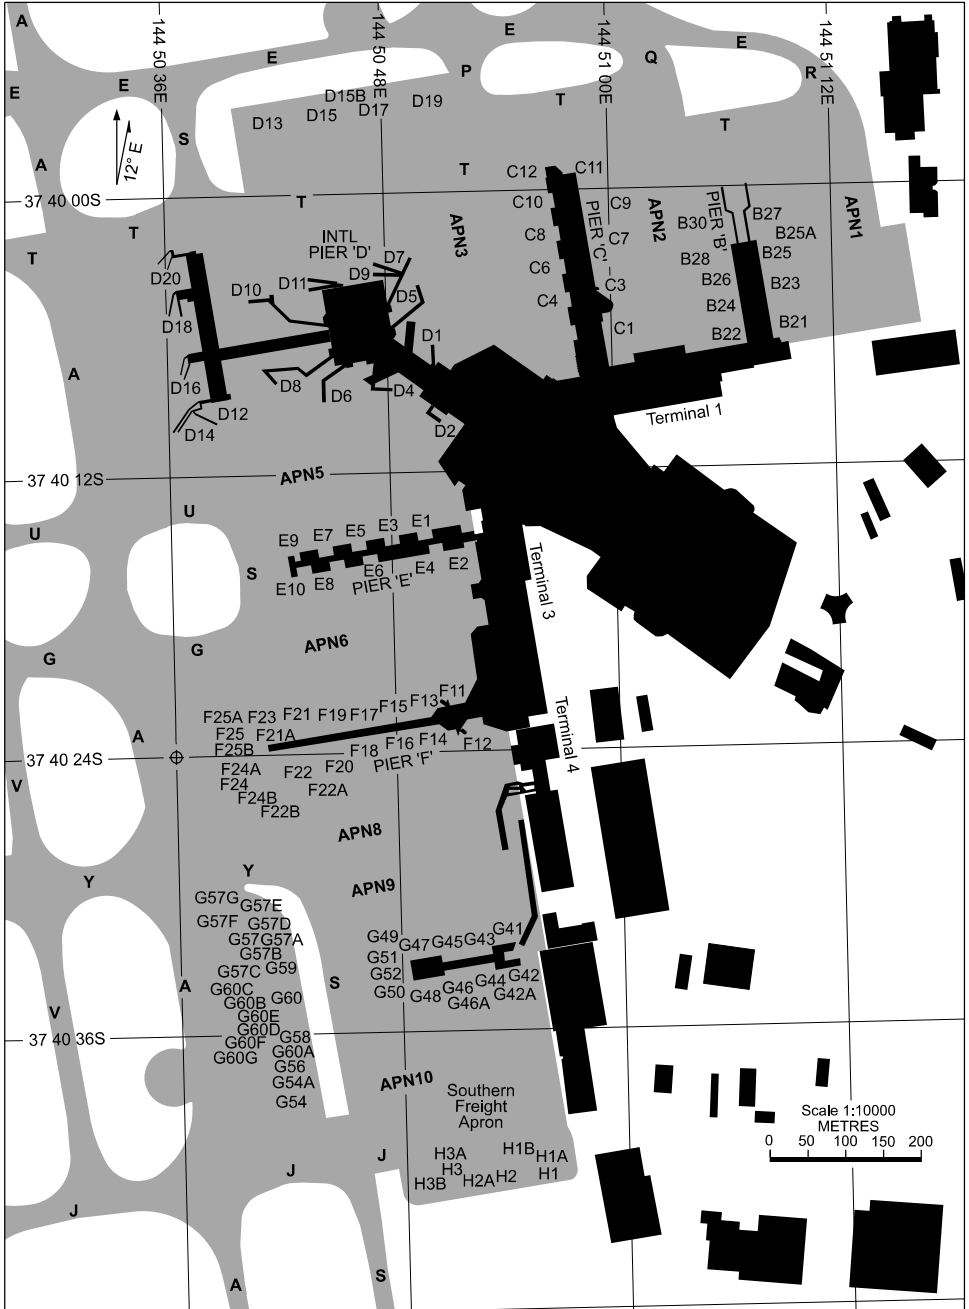 A
144 50 36E
144 50 48E
144 51 00E
144 51 12E
E
E
E
E
E
P
Q
R
D13
D15B
D15
D17
D19
T
T
S
A
12° E
37 40 00S
T
T
T
T
C12
C11
C10
C9
C8
C7
C6
C3
C4
C1
PIER 'C'
APN3
APN2
B30
PIER 'B'
B27
B25A
APN1
B28
B25
B26
B23
B24
B22
B21
INTL
PIER 'D'
D7
D9
D11
D10
D5
D20
D18
D1
D16
D8
D6
D4
D12
D14
D2
Terminal 1
A
37 40 12S
APN5
U
U
S
E9
E7
E5
E3
E1
E10
E8
E6
E4
E2
PIER 'E'
Terminal 3
APN6
G
G
F25A
F23
F21
F19
F17
F15
F13
F11
F25
F21A
F25B
F18
F16
F14
F12
PIER 'F'
Terminal 4
A
37 40 24S
V
F24A
F22
F20
F24
F22A
F24B
F22B
APN8
Y
Y
APN9
G57G
G57E
G57F
G57D
G57
G57A
G57B
G57C
G59
G60C
G60B
G60
G60E
G60D
G60F
G58
G60G
G60A
G56
G54A
G54
A
S
V
G49
G47
G45
G43
G41
G51
G52
G50
G48
G46
G46A
G44
G42
G42A
37 40 36S
APN10
Southern
Freight
Apron
Scale 1:10000
METRES
0 50 100 150 200
J
J
J
H3A
H3
H3B
H2A
H2
H1B
H1A
H1
A
S